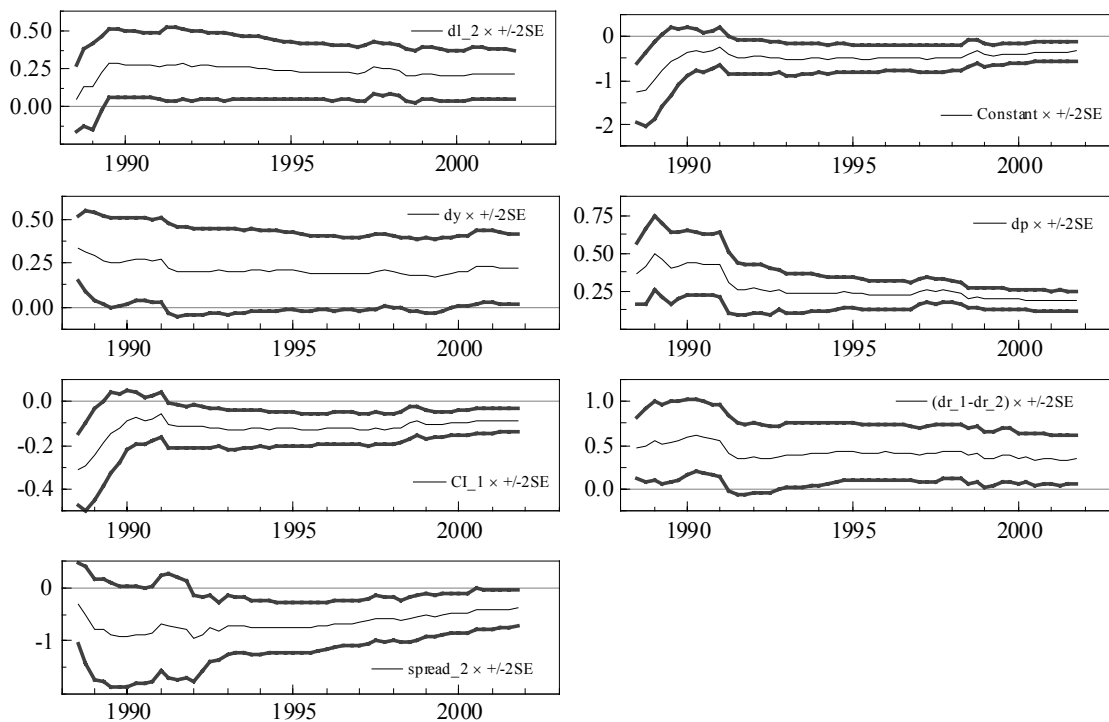 0.50
dl_2 × +/-2SE
0.25
0.00
1990 1995 2000
0
-1
Constant × +/-2SE
-2
1990 1995 2000
0.50
dy × +/-2SE
0.25
0.00
1990 1995 2000
0.75
dp × +/-2SE
0.50
0.25
1990 1995 2000
0.0
-0.2
CI_1 × +/-2SE
-0.4
1990 1995 2000
1.0
(dr_1-dr_2) × +/-2SE
0.5
0.0
1990 1995 2000
0
-1
spread_2 × +/-2SE
1990 1995 2000